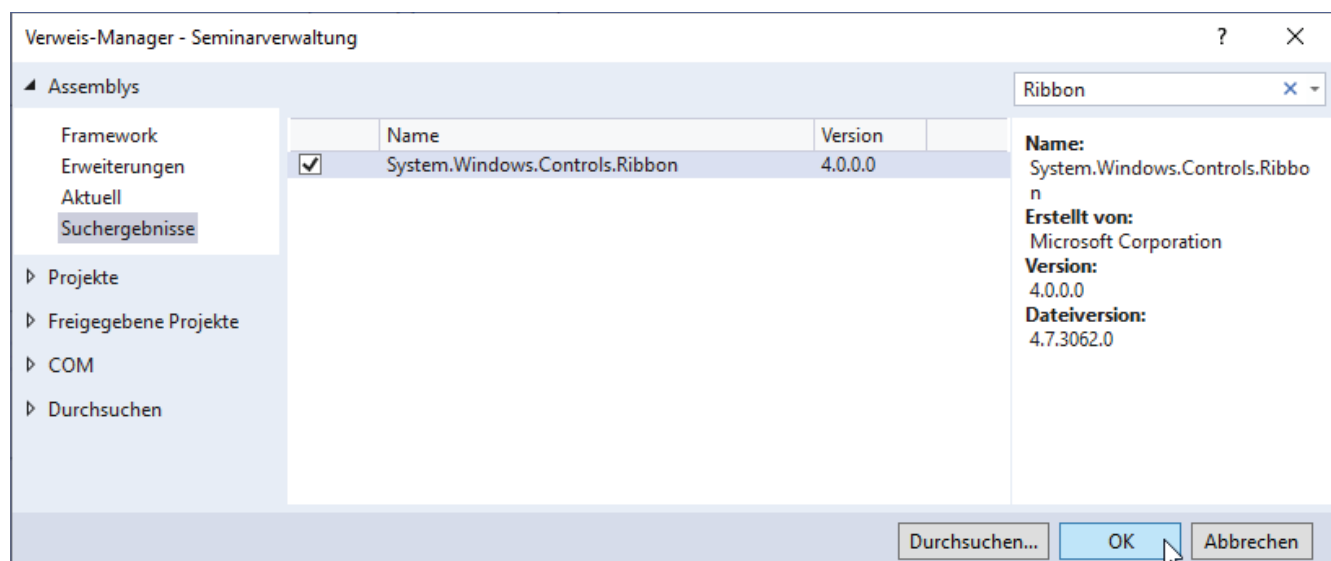 Verweis-Manager - Seminarverwaltung
?
Assemblys
Ribbon
Framework
Erweiterungen
Aktuell
Suchergebnisse
Projekte
Freigegebene Projekte
COM
Durchsuchen
Name Version
System.Windows.Controls.Ribbon 4.0.0.0
Name:
System.Windows.Controls.Ribbo
n
Erstellt von:
Microsoft Corporation
Version:
4.0.0.0
Dateiversion:
4.7.3062.0
Durchsuchen... OK Abbrechen